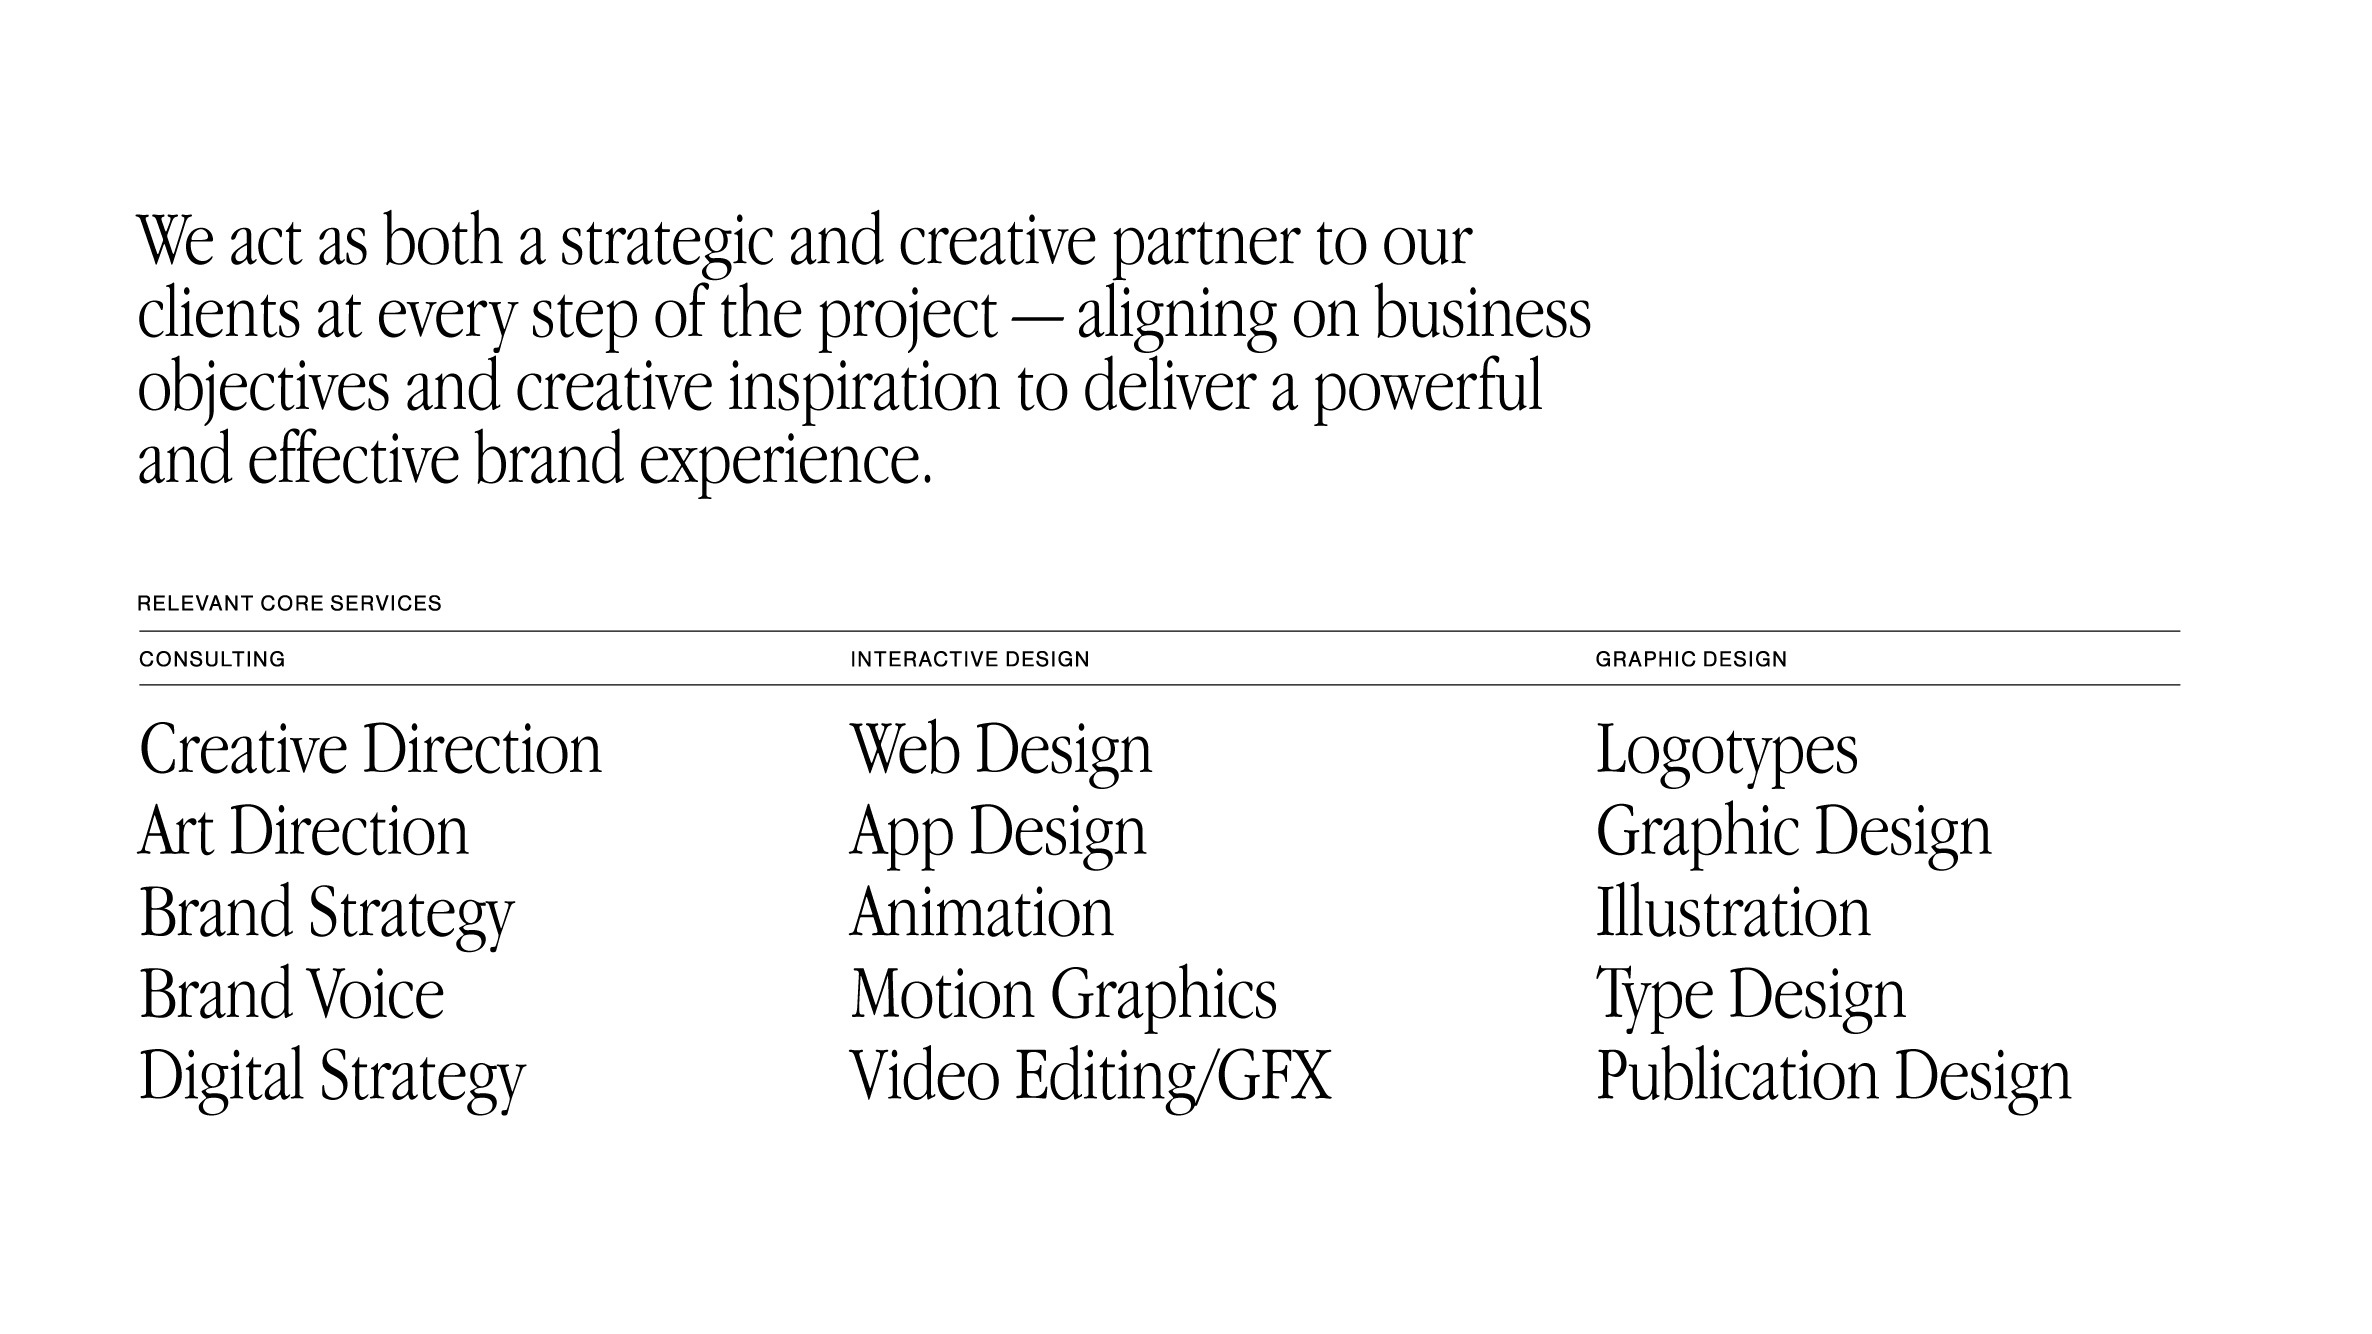 We act as both a strategic and creative partner to our
clients at every step of the project — aligning on business
objectives and creative inspiration to deliver a powerful
and effective brand experience.
RELEVANT CORE SERVICES
CONSULTING
Creative Direction
Art Direction
Brand Strategy
Brand Voice
Digital Strategy
INTERACTIVE DESIGN
Web Design
App Design
Animation
Motion Graphics
Video Editing/GFX
GRAPHIC DESIGN
Logotypes
Graphic Design
Illustration
Type Design
Publication Design